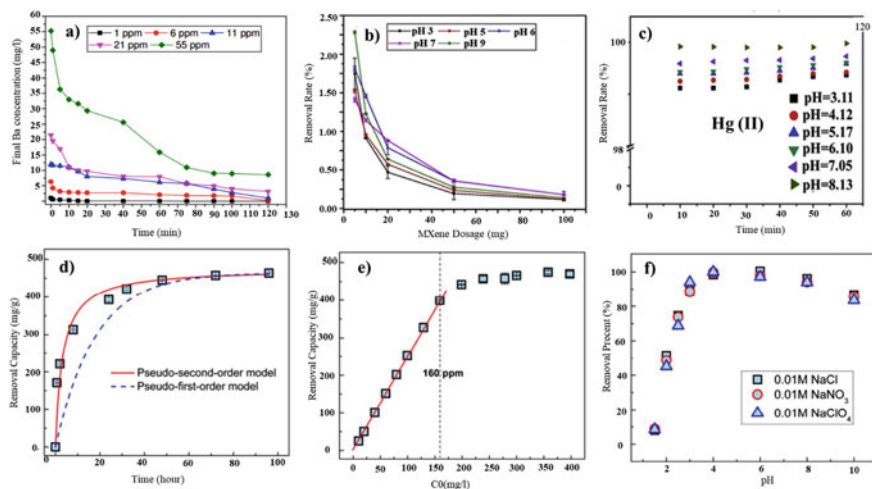 a)
1 ppm 6 ppm 11 ppm
21 ppm 55 ppm
Final Ba concentration (mg/l)
60
55
50
45
40
35
30
25
20
15
10
5
0 10 20 30 40 50 60 70 80 90 100 110 120 130
Time (min)
b)
pH 3 pH 5 pH 6
pH 7 pH 9
Removal Rate (%)
2.50
2.00
1.50
1.00
0.50
0.00
0 20 40 60 80 100
MXene Dosage (mg)
c)
120
Removal Rate (%)
100
98
0
Hg (II)
pH=3.11
pH=4.12
pH=5.17
pH=6.10
pH=7.05
pH=8.13
0 10 20 30 40 50 60
Time (min)
d)
Removal Capacity (mg/g)
500
400
300
200
100
0
Pseudo-second-order model
Pseudo-first-order model
20 40 60 80 100
Time (hour)
e)
Removal Capacity (mg/g)
600
500
400
300
200
100
0
160 ppm
0 50 100 150 200 250 300 350 400
C0(mg/l)
f)
Removal Precent (%)
120
100
80
60
40
20
0
0.01M NaCl
0.01M NaNO₃
0.01M NaClO₄
2 4 6 8 10
pH